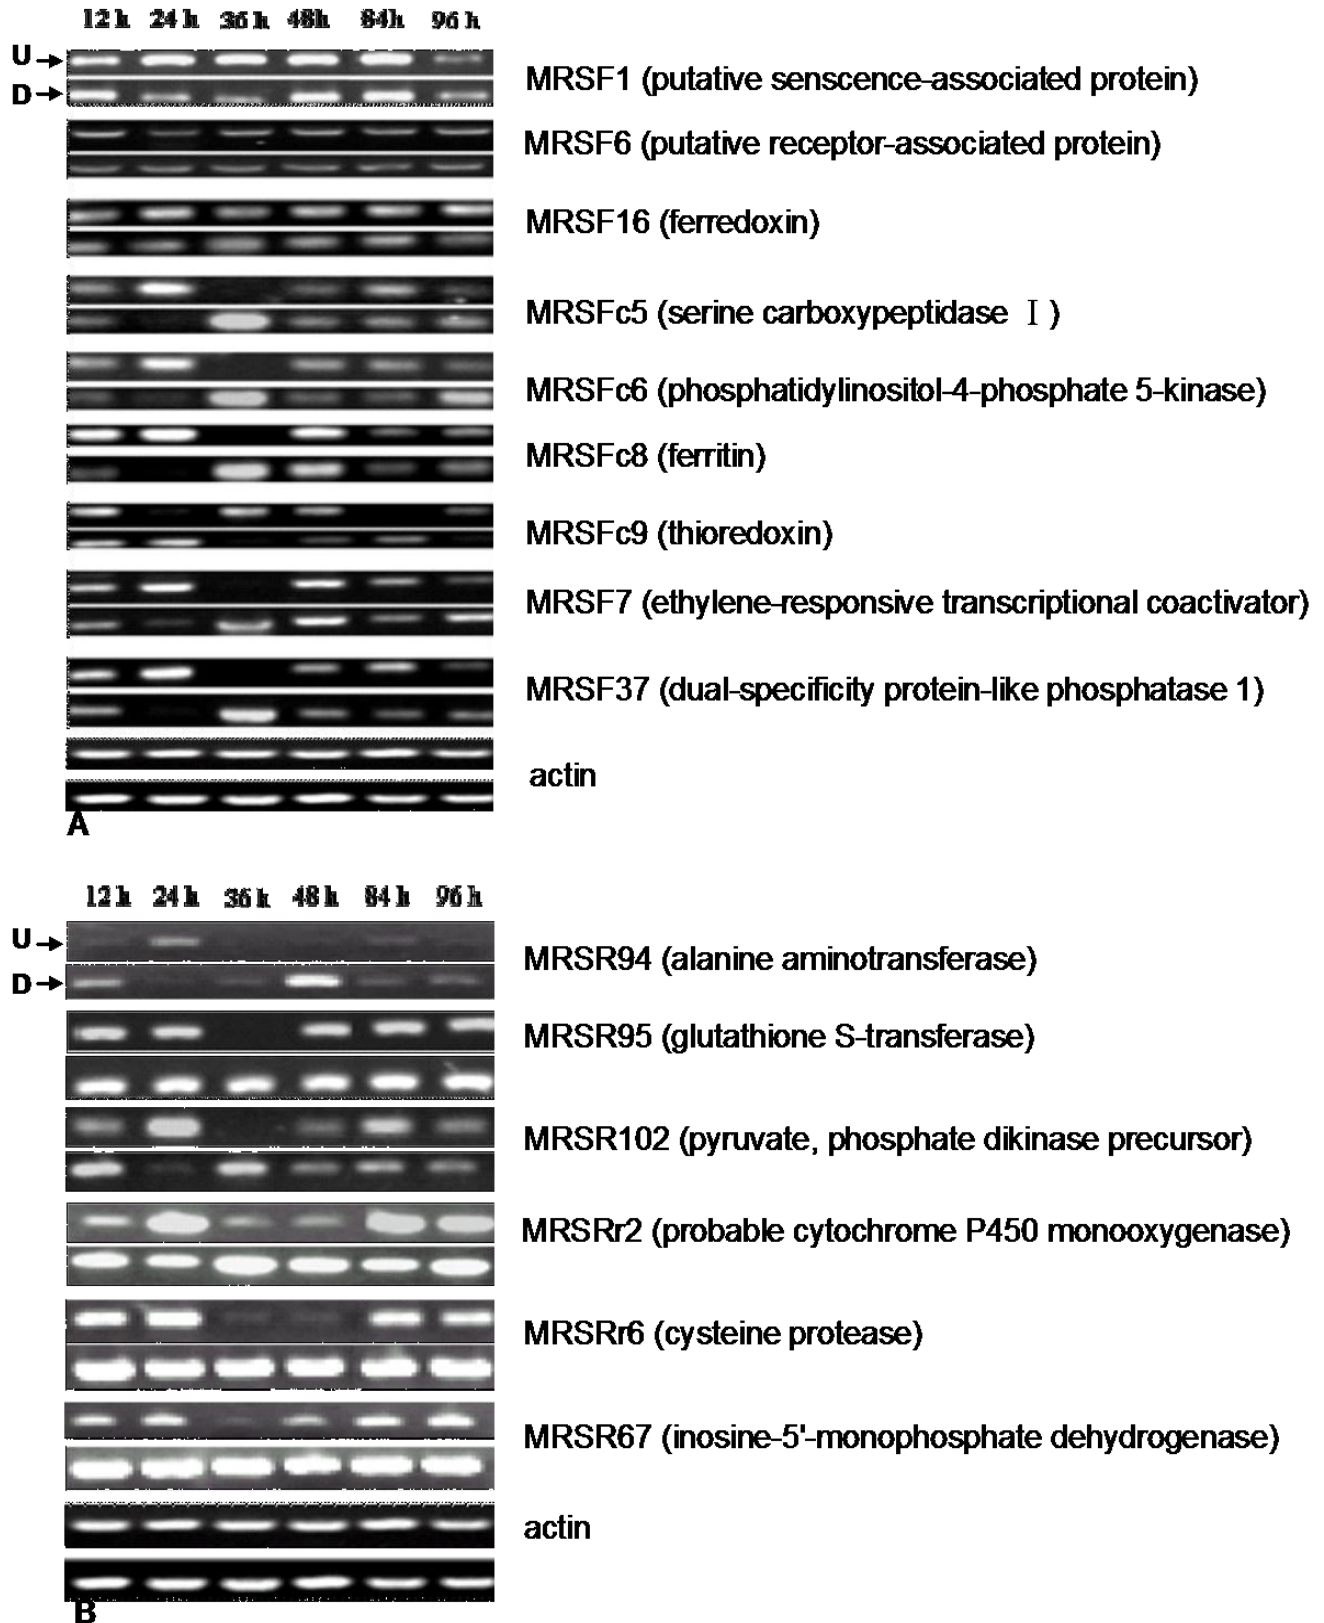 12 h 24 h 36 h 48h 84h 96 h
U
MRSF1 (putative senscence-associated protein)
D
MRSF6 (putative receptor-associated protein)
MRSF16 (ferredoxin)
MRSFc5 (serine carboxypeptidase Ⅰ)
MRSFc6 (phosphatidylinositol-4-phosphate 5-kinase)
MRSFc8 (ferritin)
MRSFc9 (thioredoxin)
MRSF7 (ethylene-responsive transcriptional coactivator)
MRSF37 (dual-specificity protein-like phosphatase 1)
actin
A
12 h 24 h 36 h 48 h 84 h 96 h
U
MRSR94 (alanine aminotransferase)
D
MRSR95 (glutathione S-transferase)
MRSR102 (pyruvate, phosphate dikinase precursor)
MRSRr2 (probable cytochrome P450 monooxygenase)
MRSRr6 (cysteine protease)
MRSR67 (inosine-5'-monophosphate dehydrogenase)
actin
B